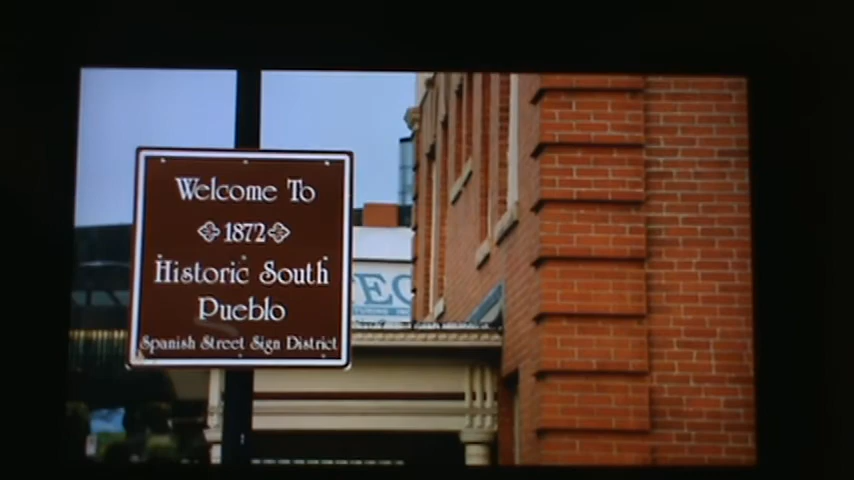 Welcome To
1872
Historic South
Pueblo
Spanish Street Sign District